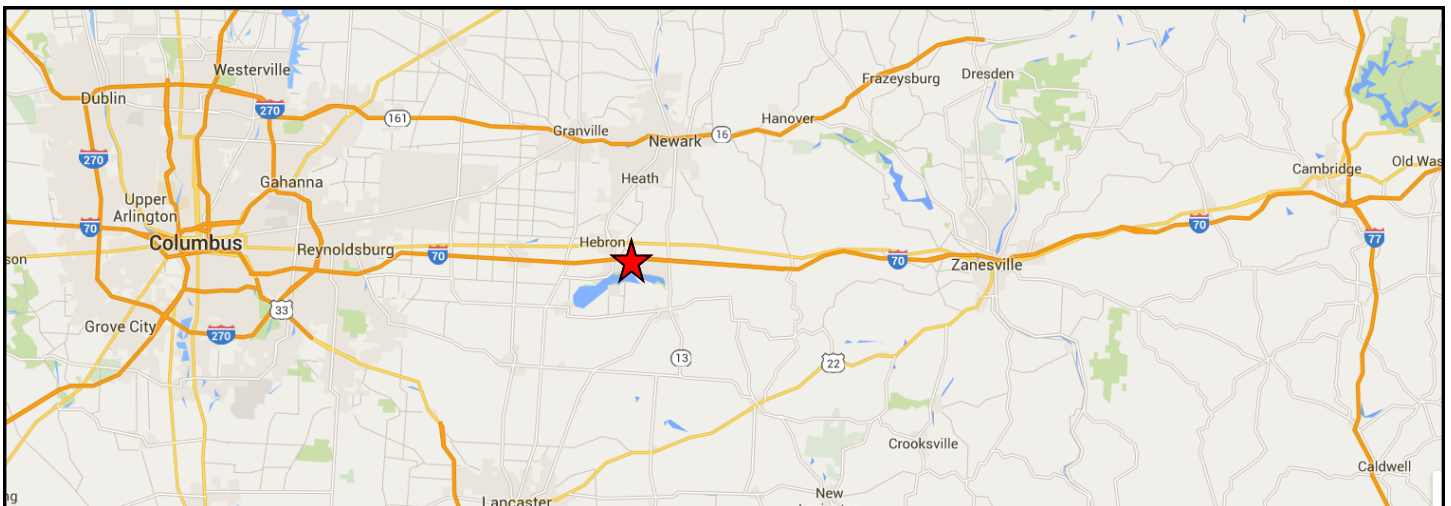 Westerville
Dublin
270
161
Frazeysburg
Dresden
Hanover
Granville
Newark
16
270
Gahanna
Heath
Cambridge
Old Was
Upper
Arlington
70
Columbus
Reynoldsburg
70
Hebron
70
Zanesville
70
77
son
33
Grove City
270
13
22
Crooksville
Caldwell
Lancaster
New
ng